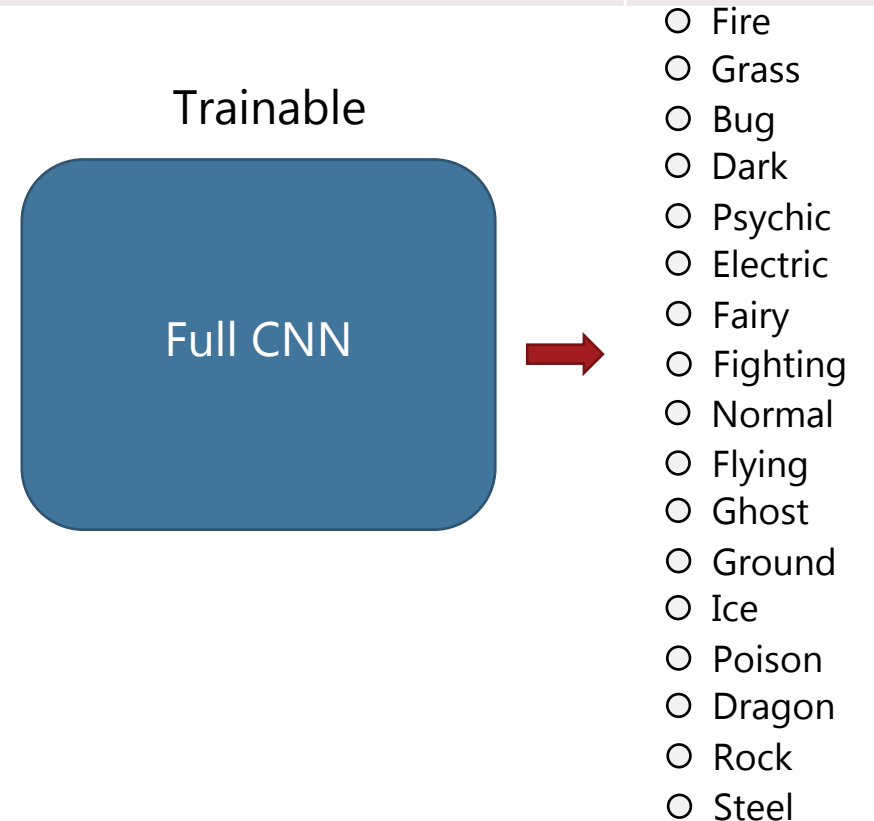 Trainable
Full CNN
Fire
Grass
Bug
Dark
Psychic
Electric
Fairy
Fighting
Normal
Flying
Ghost
Ground
Ice
Poison
Dragon
Rock
Steel